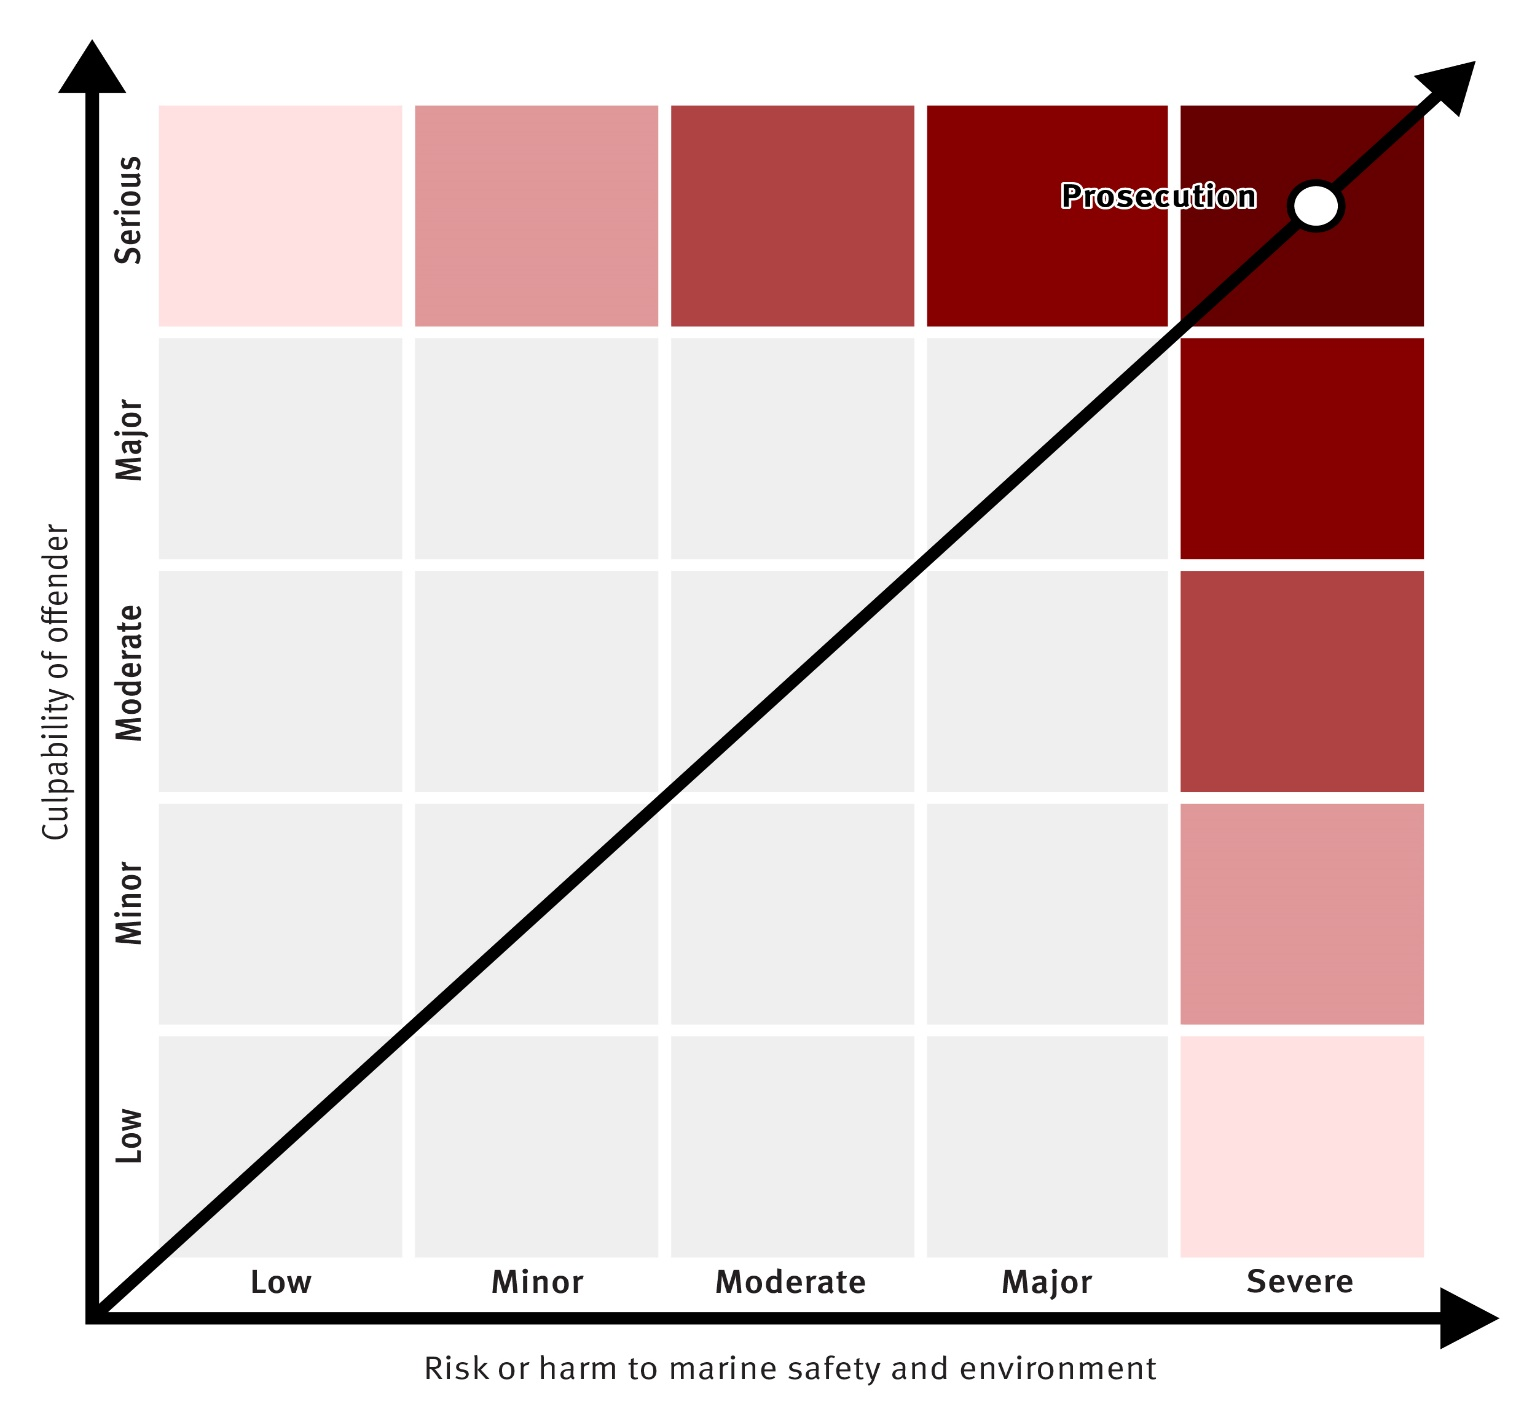 Prosecution
Serious
Major
Moderate
Minor
Low
Culpability of offender
Low
Minor
Moderate
Major
Severe
Risk or harm to marine safety and environment